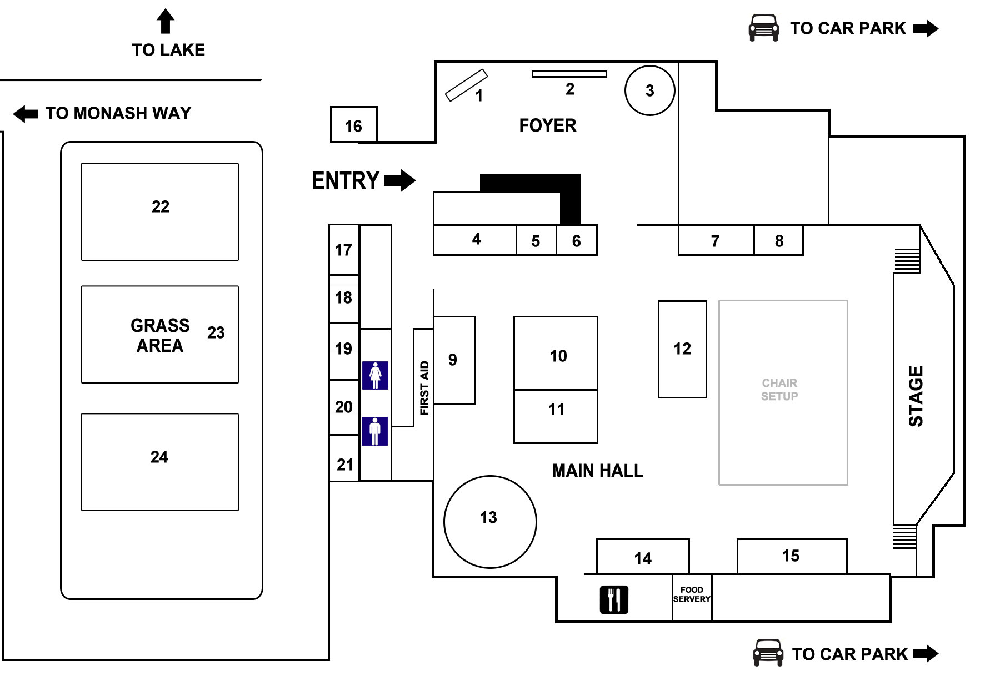 TO LAKE
TO CAR PARK
TO MONASH WAY
1
2
3
16
FOYER
ENTRY
22
4
5
6
7
8
17
18
GRASS
AREA
23
19
20
21
FIRST AID
9
10
11
12
CHAIR
SETUP
STAGE
24
MAIN HALL
13
14
15
FOOD
SERVERY
TO CAR PARK